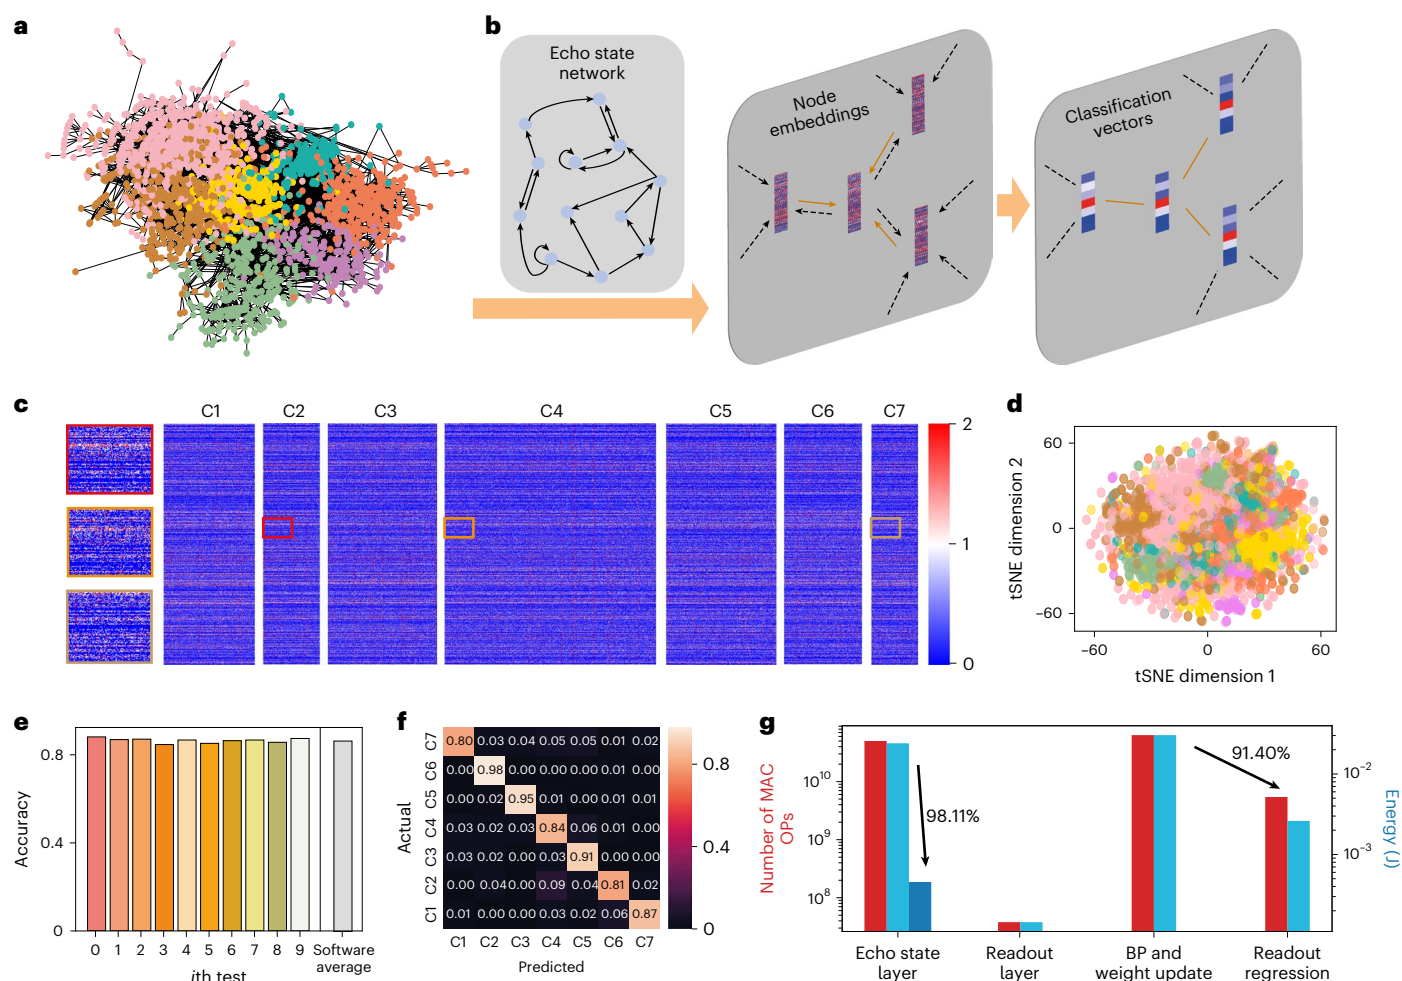 a
b
Echo state
network
Node
embeddings
Classification
vectors
c
C1 C2 C3 C4 C5 C6 C7
2
1
0
d
tSNE dimension 2
60
0
–60
–60 0 60
tSNE dimension 1
e
Accuracy
0.8
0.4
0
0 1 2 3 4 5 6 7 8 9 Software
average
ith test
f
Actual
C7 0.80 0.03 0.04 0.05 0.05 0.01 0.02
C6 0.00 0.98 0.00 0.00 0.00 0.01 0.00
C5 0.00 0.02 0.95 0.01 0.00 0.01 0.01
C4 0.03 0.02 0.03 0.84 0.06 0.01 0.00
C3 0.03 0.02 0.00 0.03 0.91 0.00 0.00
C2 0.00 0.04 0.00 0.09 0.04 0.81 0.02
C1 0.01 0.00 0.00 0.03 0.02 0.06 0.87
C1 C2 C3 C4 C5 C6 C7
Predicted
0.8
0.4
0
g
Number of MAC
OPs
10¹⁰
10⁹
10⁸
98.11%
91.40%
10⁻²
10⁻³
Energy (J)
Echo state
layer
Readout
layer
BP and
weight update
Readout
regression